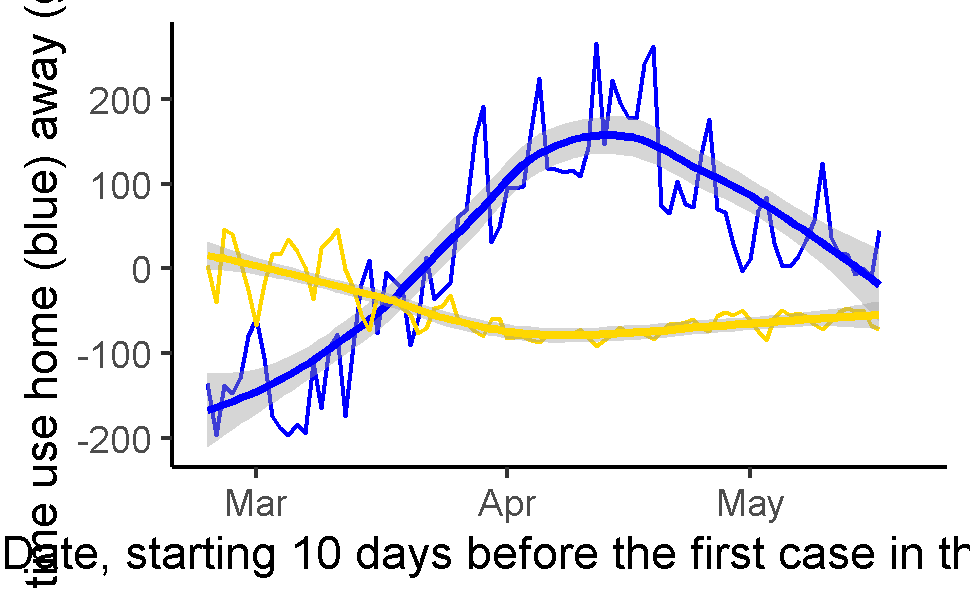 time use home (blue) away (
200
100
0
-100
-200
Mar Apr May
Date, starting 10 days before the first case in th